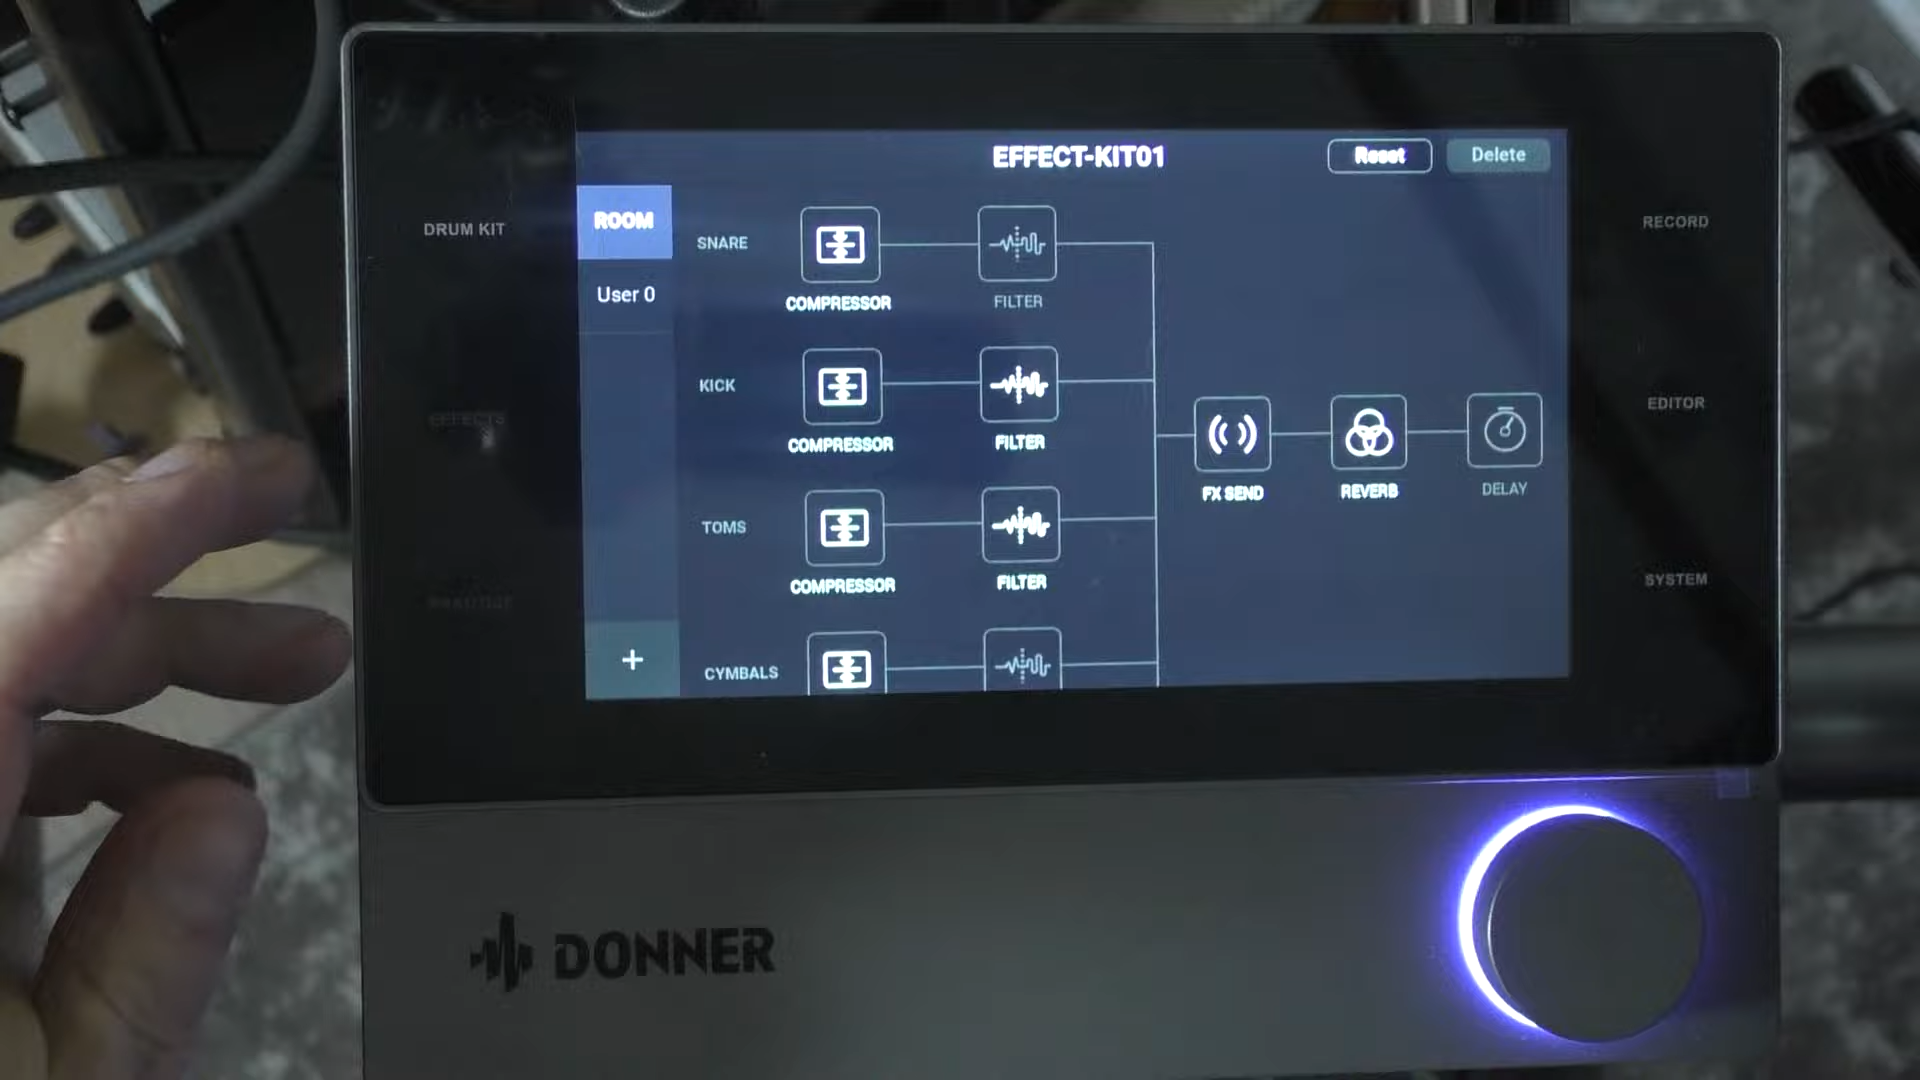 EFFECT-KIT01
Reset
Delete
ROOM
User 0
+
DRUM KIT
EFFECTS
RECORD
EDITOR
SYSTEM
SNARE
COMPRESSOR
FILTER
KICK
COMPRESSOR
FILTER
TOMS
COMPRESSOR
FILTER
CYMBALS
FX SEND
REVERB
DELAY
DONNER